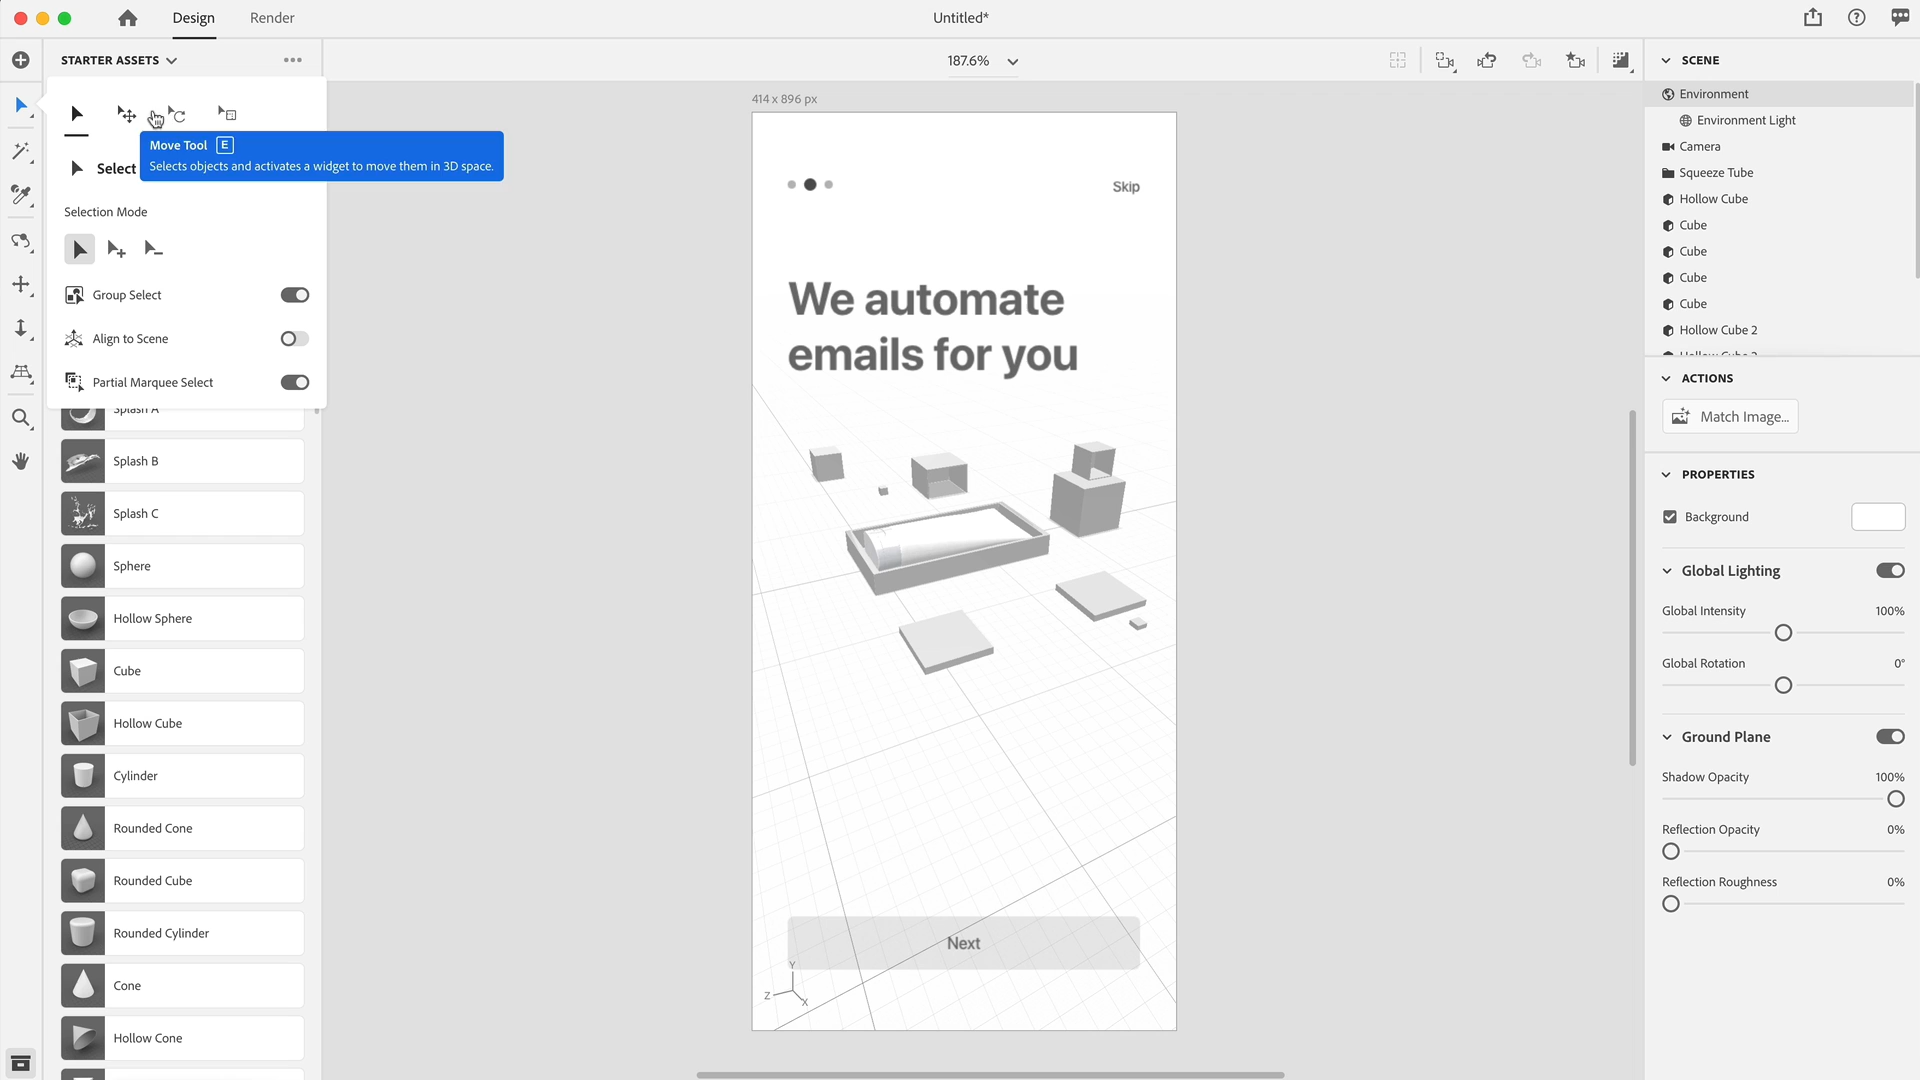 Design
Render
Untitled*
STARTER ASSETS
187.6%
SCENE
414 x 896 px
Move Tool E
Selects objects and activates a widget to move them in 3D space.
Select
Selection Mode
Group Select
Align to Scene
Partial Marquee Select
Splash A
Splash B
Splash C
Sphere
Hollow Sphere
Cube
Hollow Cube
Cylinder
Rounded Cone
Rounded Cube
Rounded Cylinder
Cone
Hollow Cone
Skip
We automate
emails for you
Next
Y
Z
X
Environment
Environment Light
Camera
Squeeze Tube
Hollow Cube
Cube
Cube
Cube
Cube
Hollow Cube 2
ACTIONS
Match Image...
PROPERTIES
Background
Global Lighting
Global Intensity 100%
Global Rotation 0°
Ground Plane
Shadow Opacity 100%
Reflection Opacity 0%
Reflection Roughness 0%